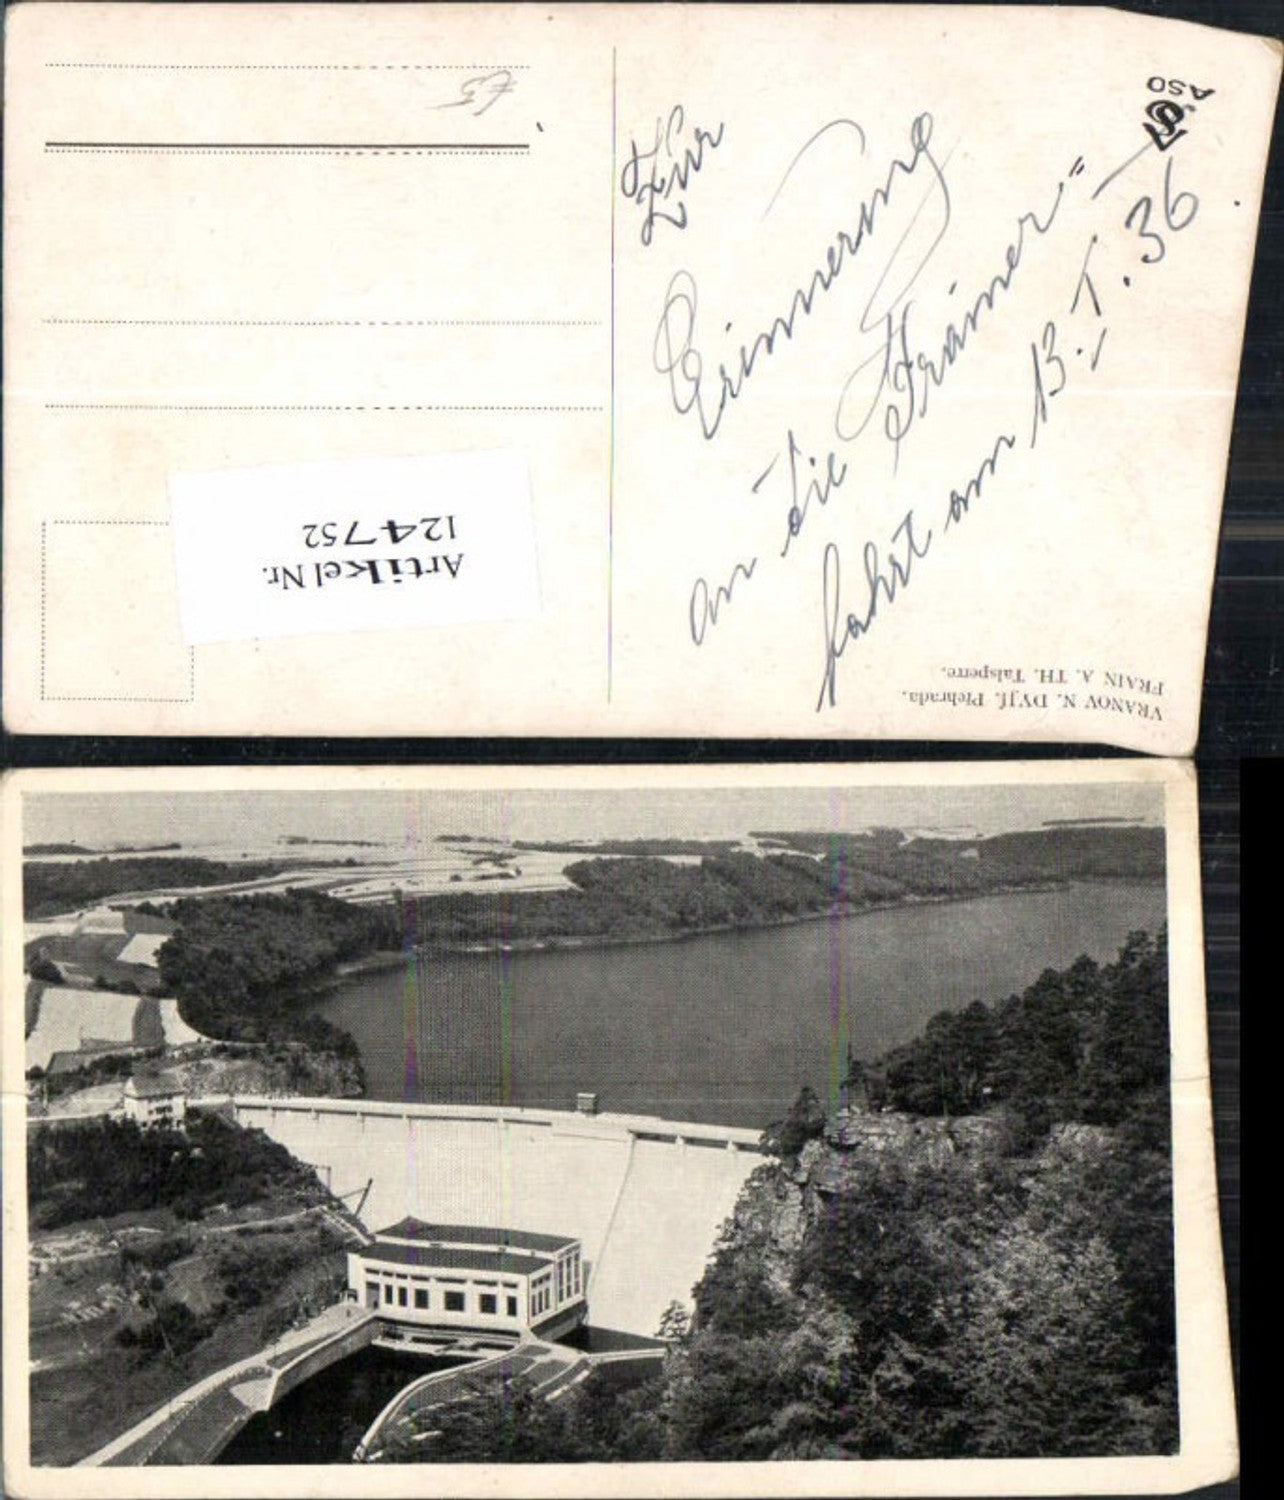 Zur
Erinnerung
an die Frainer=
fahrt am 13.
36
VRANOV N. DYJÍ. Přehrada.
FRAIN A. TH. Talsperre.
ASO
Artikel Nr.
124752